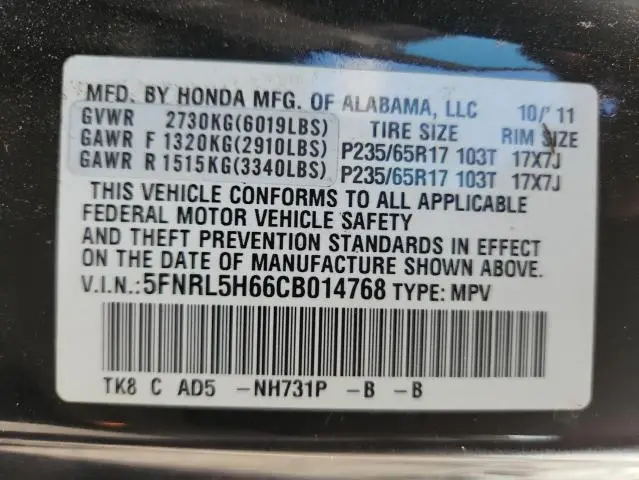 MFD. BY HONDA MFG. OF ALABAMA, LLC 10/ 11
GVWR 2730KG(6019LBS) TIRE SIZE RIM SIZE
GAWR F 1320KG(2910LBS) P235/65R17 103T 17X7J
GAWR R 1515KG(3340LBS) P235/65R17 103T 17X7J
THIS VEHICLE CONFORMS TO ALL APPLICABLE
FEDERAL MOTOR VEHICLE SAFETY
AND THEFT PREVENTION STANDARDS IN EFFECT
ON THE DATE OF MANUFACTURE SHOWN ABOVE.
V.I.N.:5FNRL5H66CB014768 TYPE: MPV
TK8 C AD5 -NH731P -B -B